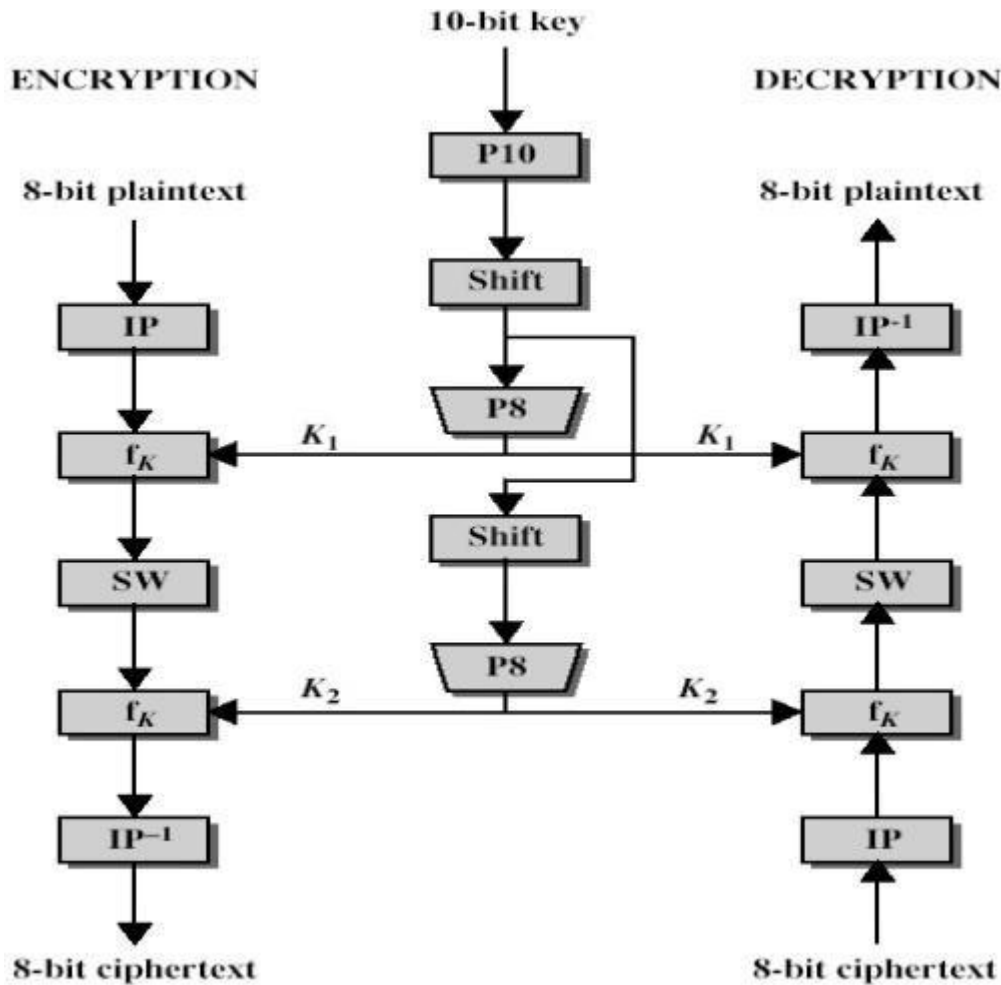 10-bit key
ENCRYPTION
DECRYPTION
P10
8-bit plaintext
8-bit plaintext
Shift
IP
IP-1
P8
K1
K1
fK
fK
Shift
SW
SW
P8
K2
K2
fK
fK
IP–1
IP
8-bit ciphertext
8-bit ciphertext